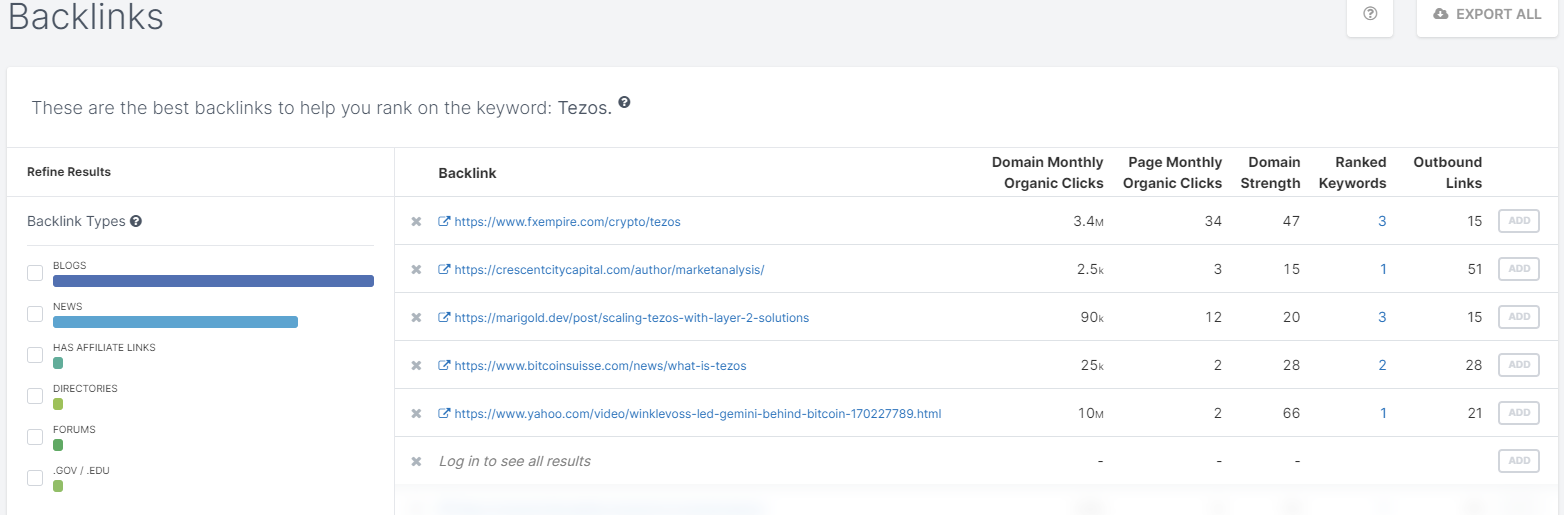 Backlinks
EXPORT ALL
These are the best backlinks to help you rank on the keyword: Tezos.
Refine Results
Backlink Types
BLOGS
NEWS
HAS AFFILIATE LINKS
DIRECTORIES
FORUMS
.GOV / .EDU
Backlink Domain Monthly Organic Clicks Page Monthly Organic Clicks Domain Strength Ranked Keywords Outbound Links
https://www.fxempire.com/crypto/tezos 3.4M 34 47 3 15 ADD
https://crescentcitycapital.com/author/marketanalysis/ 2.5k 3 15 1 51 ADD
https://marigold.dev/post/scaling-tezos-with-layer-2-solutions 90k 12 20 3 15 ADD
https://www.bitcoinsuisse.com/news/what-is-tezos 25k 2 28 2 28 ADD
https://www.yahoo.com/video/winklevoss-led-gemini-behind-bitcoin-170227789.html 10M 2 66 1 21 ADD
Log in to see all results - - - ADD